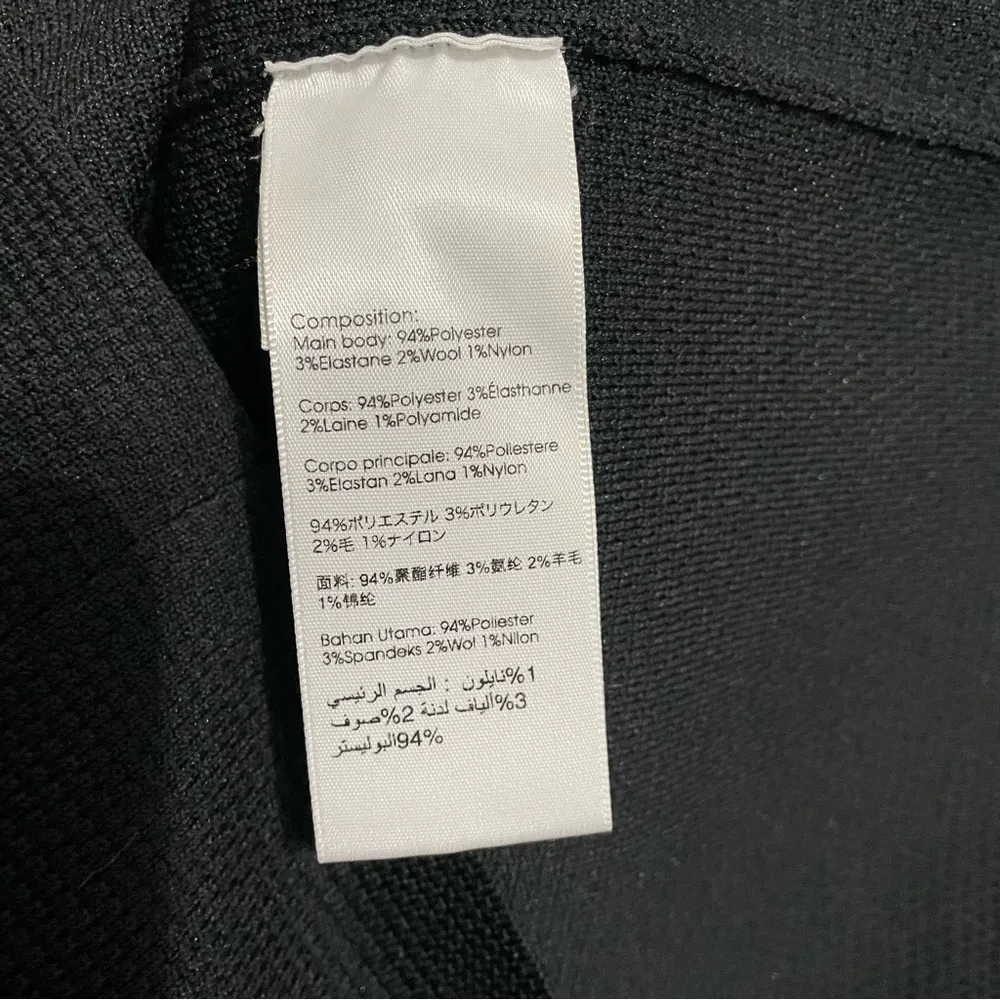 Composition:
Main body: 94%Polyester
3%Elastane 2%Wool 1%Nylon
Corps: 94%Polyester 3%Élasthanne
2%Laine 1%Polyamide
Corpo principale: 94%Poliestere
3%Elastan 2%Lana 1%Nylon
94%ポリエステル 3%ポリウレタン
2%毛 1%ナイロン
面料: 94%聚酯纤维 3%氨纶 2%羊毛
1%锦纶
Bahan Utama: 94%Poliester
3%Spandeks 2%Wol 1%Nilon
الجسم الرئيسي : نايلون%1
3%ألياف لدنة 2%صوف
94%البوليستر